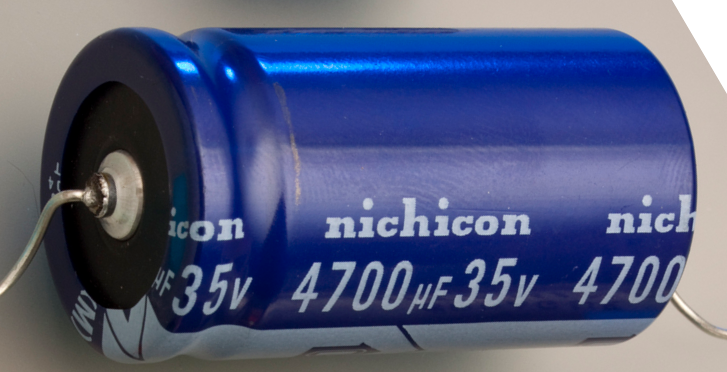 icon nichicon nich
µF 35v 4700µF 35v 4700
(M)